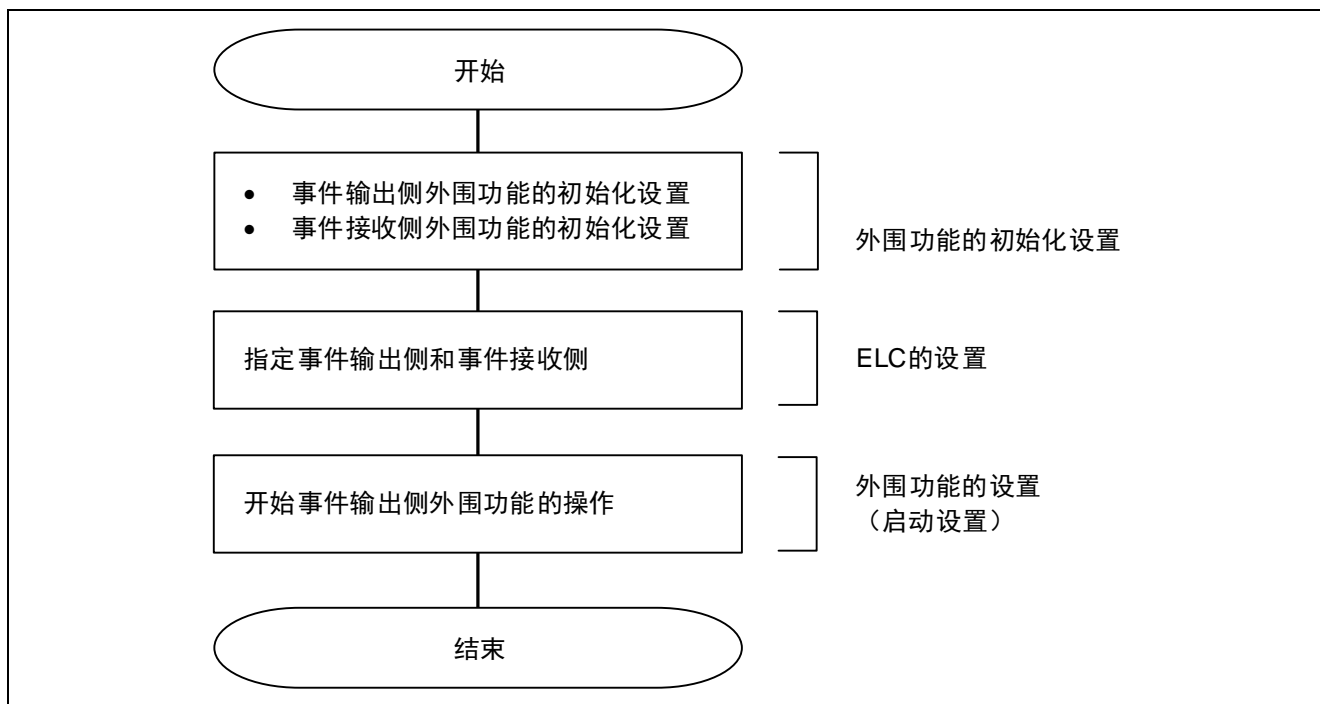 开始
• 事件输出侧外围功能的初始化设置
• 事件接收侧外围功能的初始化设置
外围功能的初始化设置
指定事件输出侧和事件接收侧
ELC的设置
开始事件输出侧外围功能的操作
外围功能的设置
（启动设置）
结束